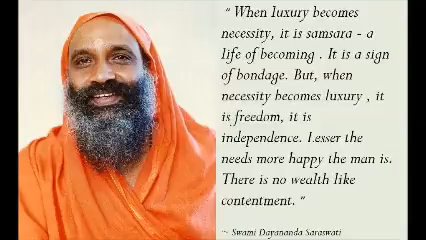 “ When luxury becomes
necessity, it is samsara - a
life of becoming . It is a sign
of bondage. But, when
necessity becomes luxury , it
is freedom, it is
independence. Lesser the
needs more happy the man is.
There is no wealth like
contentment. ”
~ Swami Dayananda Saraswati